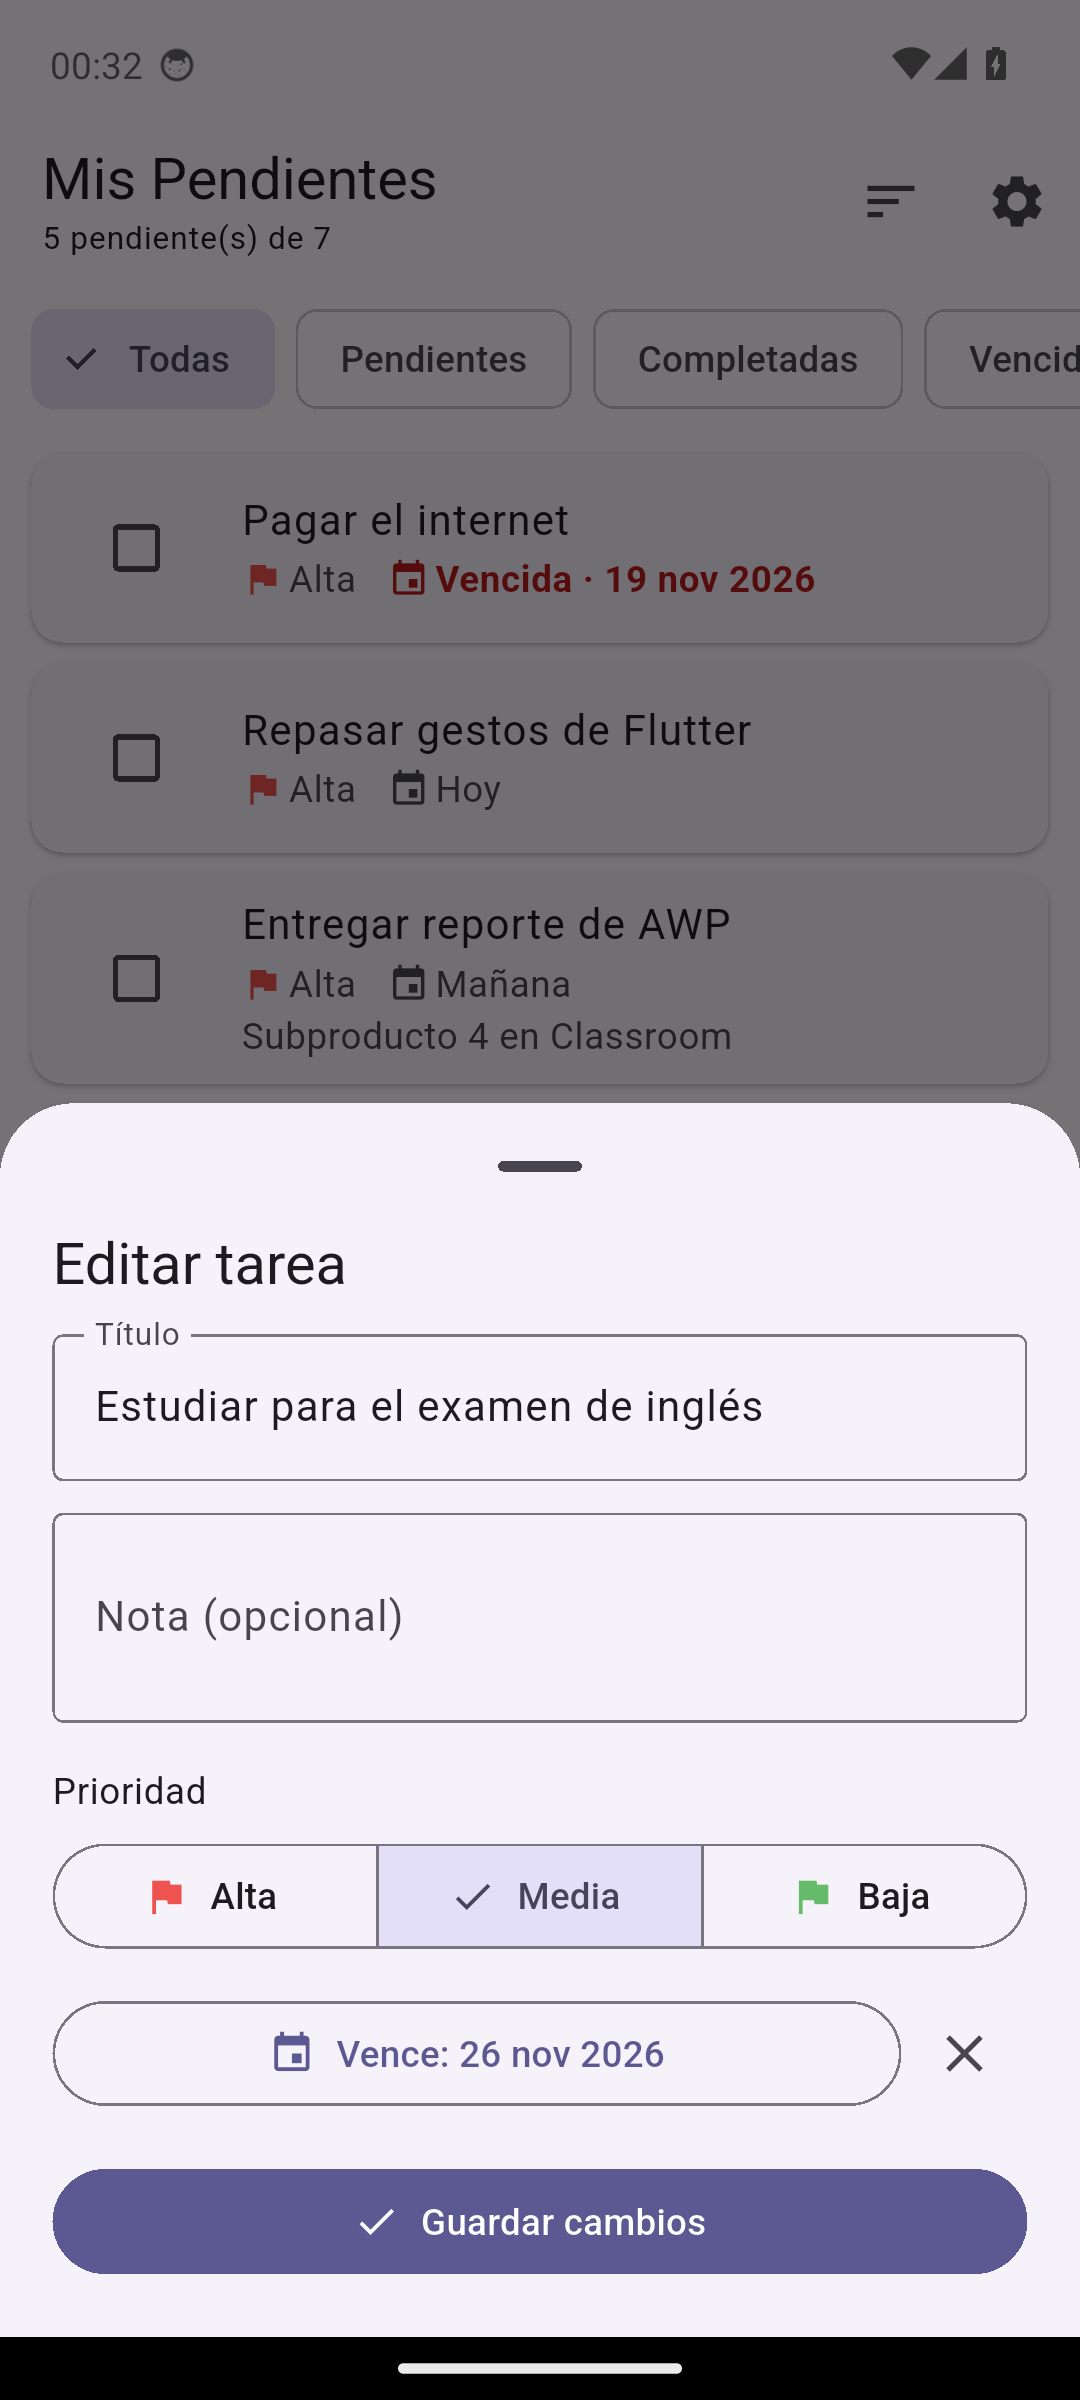 00:32
Mis Pendientes
5 pendiente(s) de 7
Todas
Pendientes
Completadas
Vencid
Pagar el internet
Alta
Vencida · 19 nov 2026
Repasar gestos de Flutter
Alta
Hoy
Entregar reporte de AWP
Alta
Mañana
Subproducto 4 en Classroom
Editar tarea
Título
Estudiar para el examen de inglés
Nota (opcional)
Prioridad
Alta
Media
Baja
Vence: 26 nov 2026
Guardar cambios